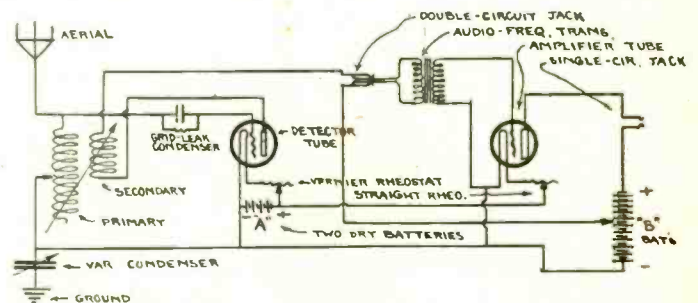 DOUBLE-CIRCUIT JACK
AUDIO-FREQ. TRANS.
AMPLIFIER TUBE
SINGLE-CIR. JACK
AERIAL
GRID-LEAK
CONDENSER
DETECTOR
TUBE
SECONDARY
PRIMARY
VERNIER RHEOSTAT
STRAIGHT RHEO.
- "A" +
TWO DRY BATTERIES
+
"B"
BATS
-
VAR CONDENSER
GROUND